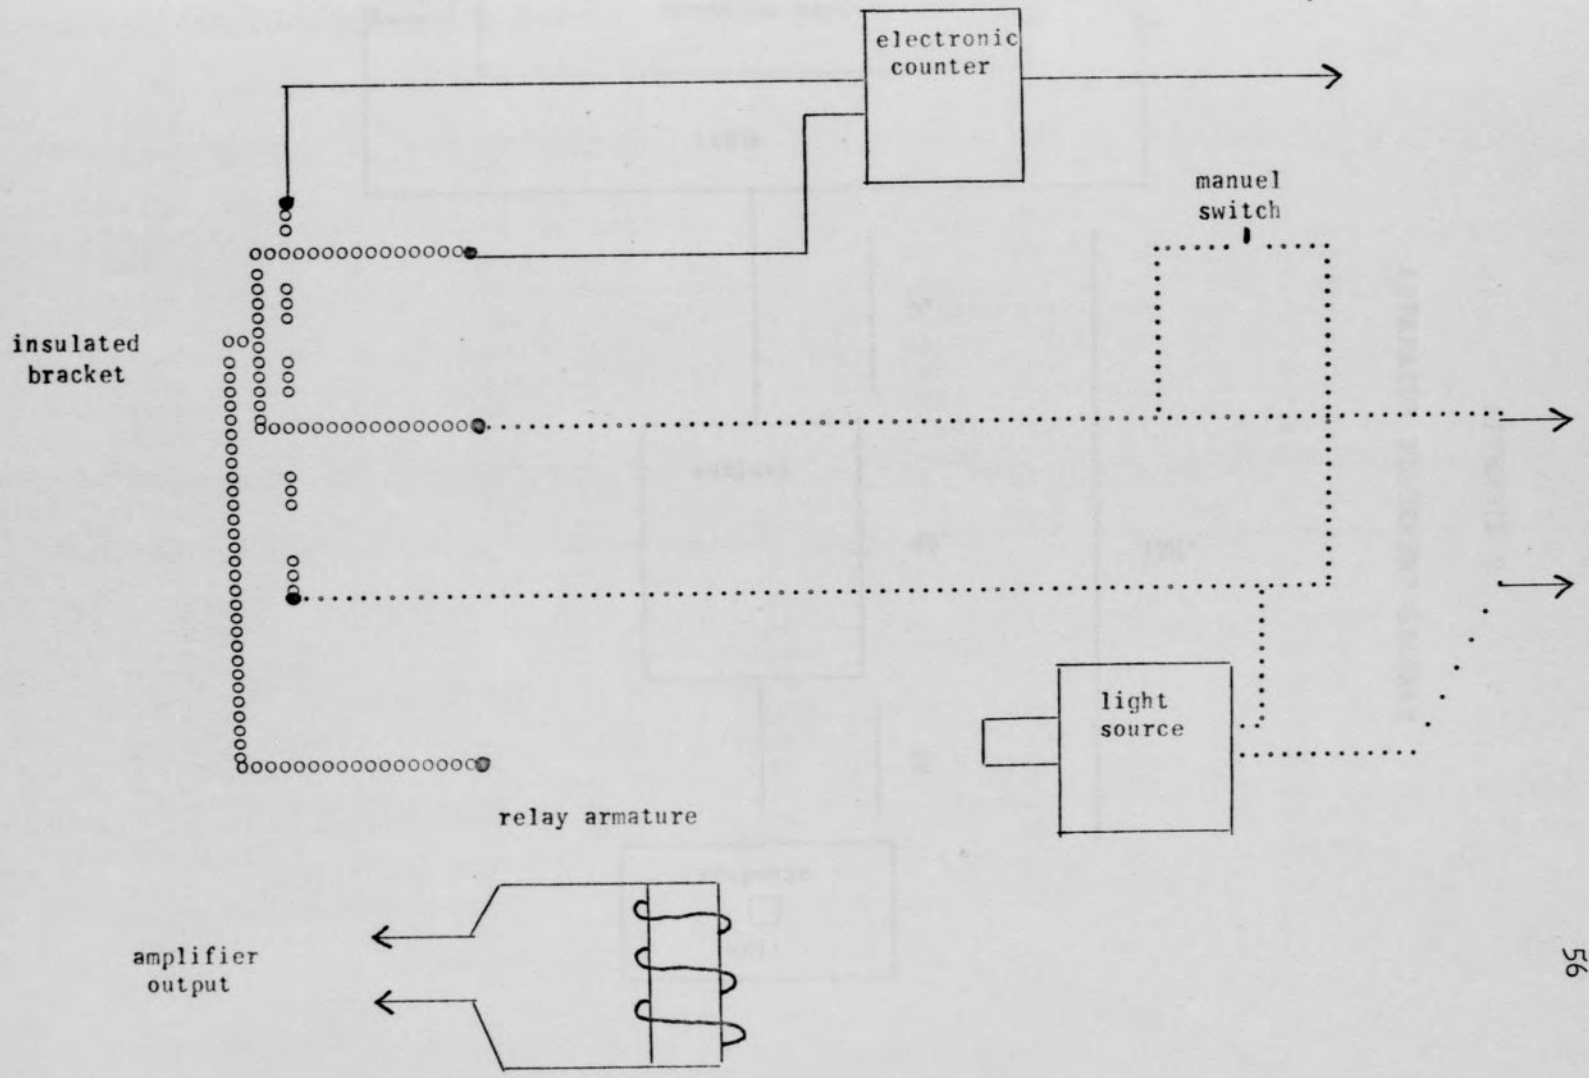 electronic
counter
manuel
switch
insulated
bracket
light
source
relay armature
amplifier
output
56